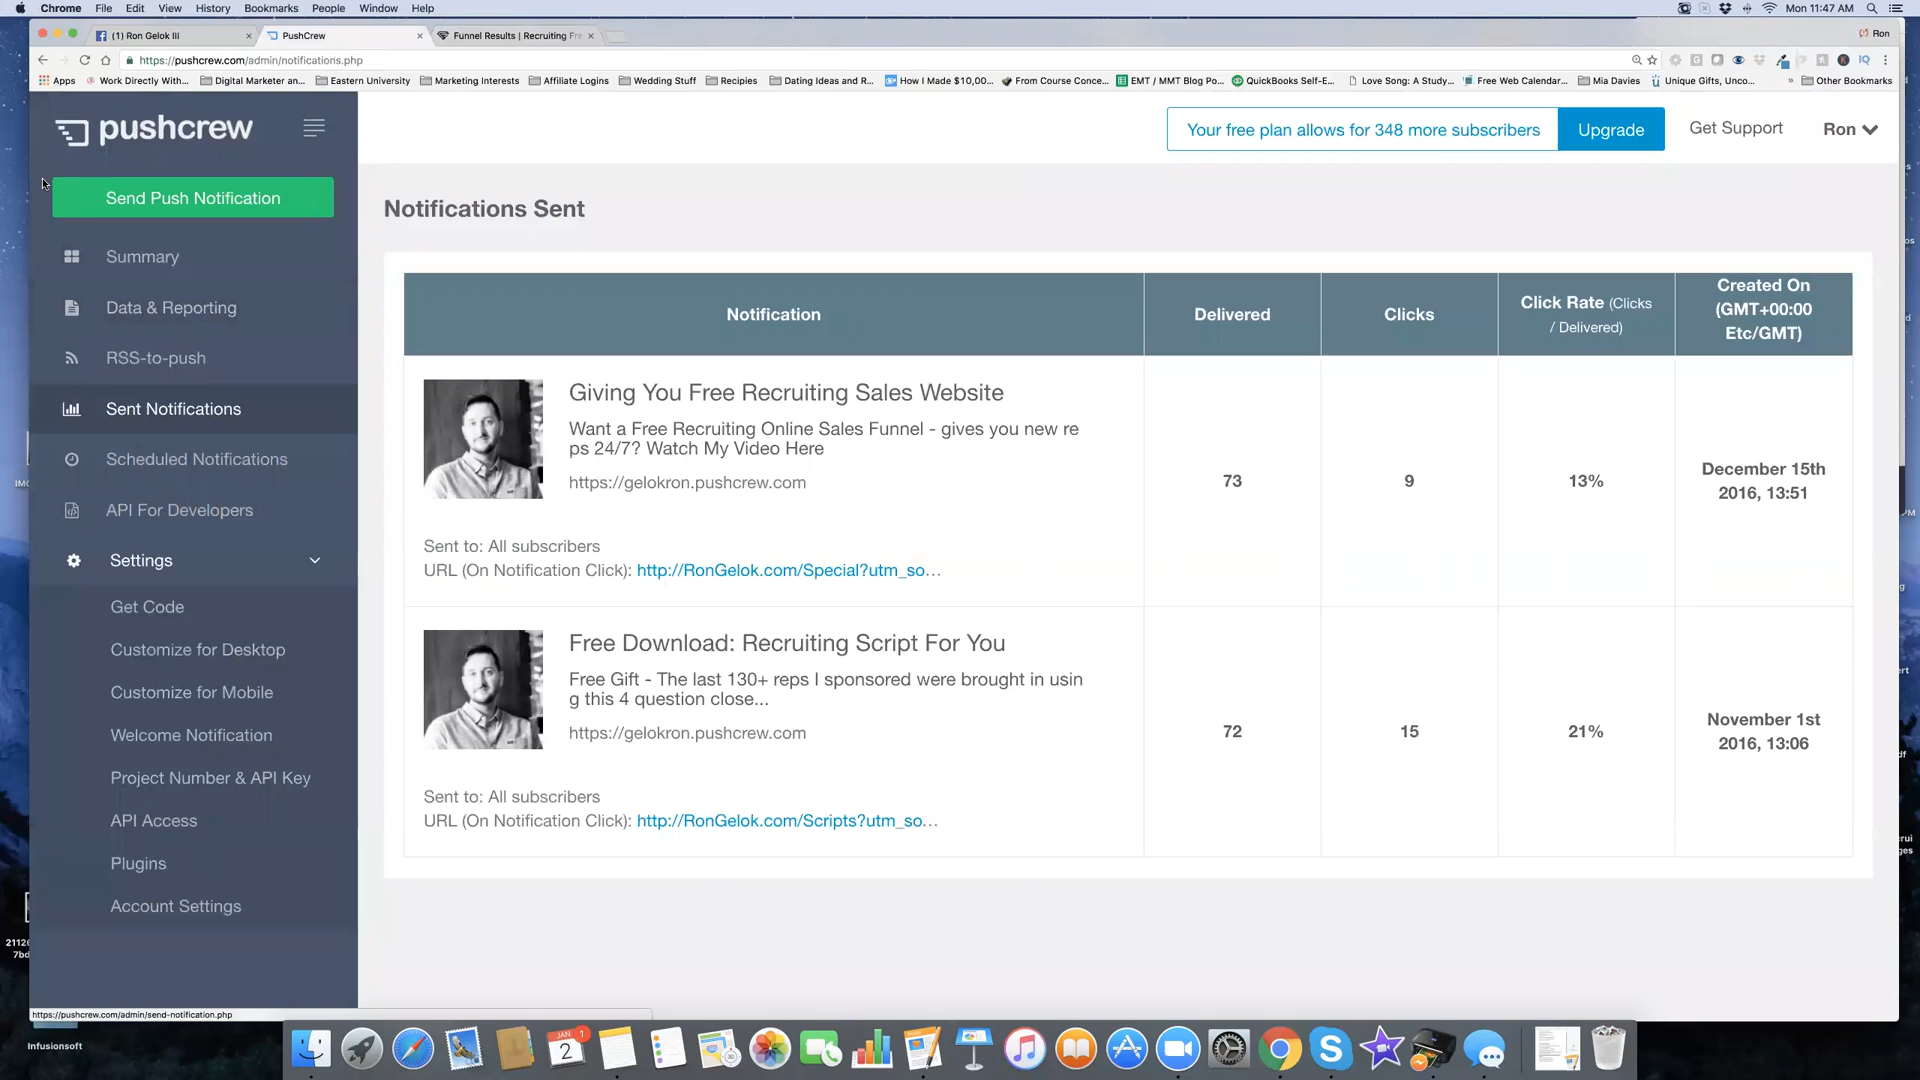 Chrome File Edit View History Bookmarks People Window Help Mon 11:47 AM
(1) Ron Gelok III PushCrew Funnel Results | Recruiting Fre Ron
https://pushcrew.com/admin/notifications.php
Apps Work Directly With... Digital Marketer an... Eastern University Marketing Interests Affiliate Logins Wedding Stuff Recipies Dating Ideas and R... How I Made $10,00... From Course Conce... EMT / MMT Blog Po... QuickBooks Self-E... Love Song: A Study... Free Web Calendar... Mia Davies Unique Gifts, Unco... » Other Bookmarks
pushcrew
Your free plan allows for 348 more subscribers Upgrade Get Support Ron
Send Push Notification
Summary
Data & Reporting
RSS-to-push
Sent Notifications
Scheduled Notifications
API For Developers
Settings
Get Code
Customize for Desktop
Customize for Mobile
Welcome Notification
Project Number & API Key
API Access
Plugins
Account Settings
Notifications Sent
Notification Delivered Clicks Click Rate (Clicks / Delivered) Created On (GMT+00:00 Etc/GMT)
Giving You Free Recruiting Sales Website
Want a Free Recruiting Online Sales Funnel - gives you new re
ps 24/7? Watch My Video Here
https://gelokron.pushcrew.com
73 9 13% December 15th 2016, 13:51
Sent to: All subscribers
URL (On Notification Click): http://RonGelok.com/Special?utm_so...
Free Download: Recruiting Script For You
Free Gift - The last 130+ reps I sponsored were brought in usin
g this 4 question close...
https://gelokron.pushcrew.com
72 15 21% November 1st 2016, 13:06
Sent to: All subscribers
URL (On Notification Click): http://RonGelok.com/Scripts?utm_so...
https://pushcrew.com/admin/send-notification.php
Infusionsoft
JAN
2
1